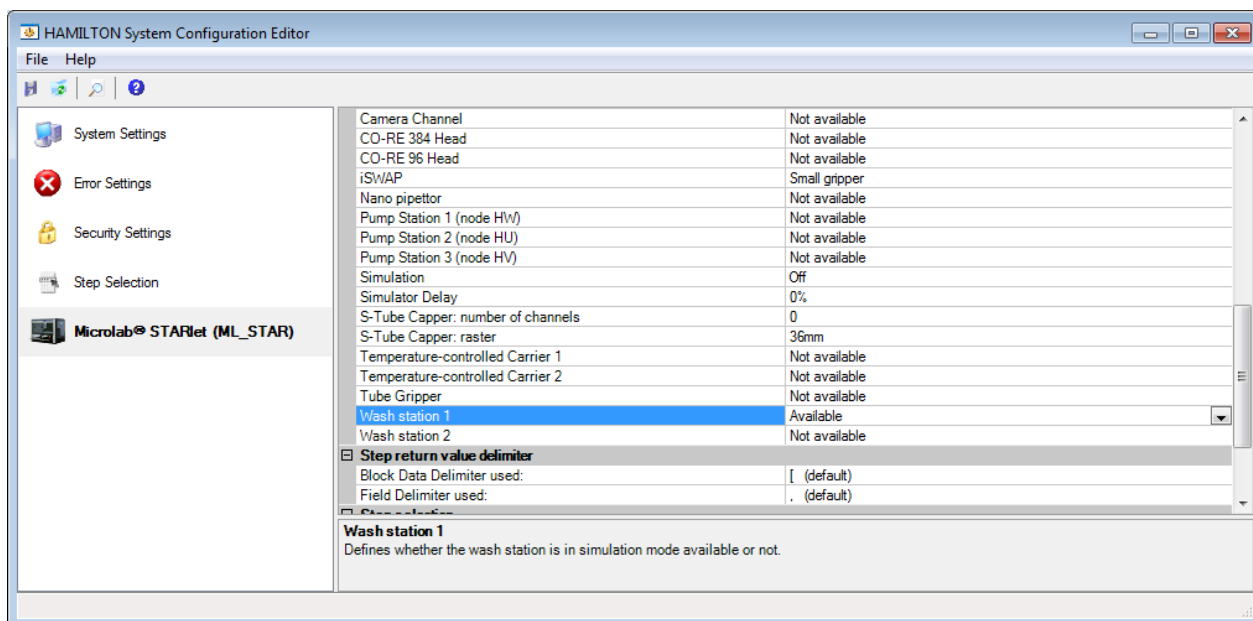 HAMILTON System Configuration Editor
File Help
System Settings
Error Settings
Security Settings
Step Selection
Microlab® STARlet (ML_STAR)
Camera Channel Not available
CO-RE 384 Head Not available
CO-RE 96 Head Not available
iSWAP Small gripper
Nano pipettor Not available
Pump Station 1 (node HW) Not available
Pump Station 2 (node HU) Not available
Pump Station 3 (node HV) Not available
Simulation Off
Simulator Delay 0%
S-Tube Capper: number of channels 0
S-Tube Capper: raster 36mm
Temperature-controlled Carrier 1 Not available
Temperature-controlled Carrier 2 Not available
Tube Gripper Not available
Wash station 1 Available
Wash station 2 Not available
Step return value delimiter
Block Data Delimiter used: [ (default)
Field Delimiter used: , (default)
Step selection
Wash station 1
Defines whether the wash station is in simulation mode available or not.